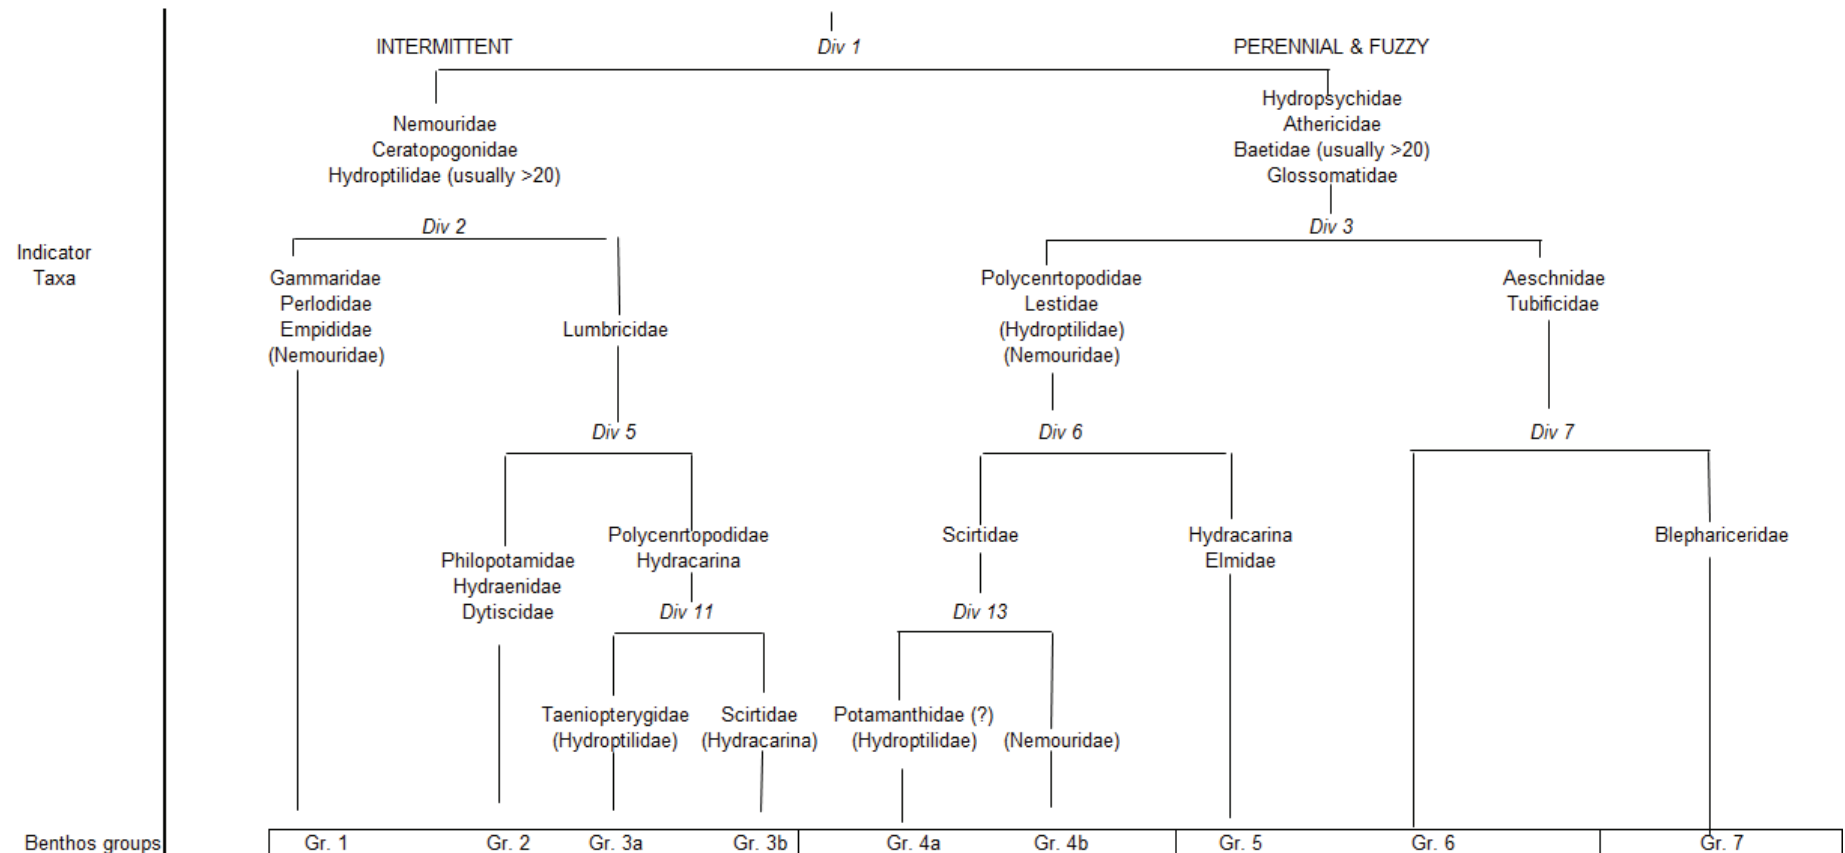 INTERMITTENT Div 1 PERENNIAL & FUZZY
Hydropsychidae
Nemouridae Athericidae
Ceratopogonidae Baetidae (usually >20)
Hydroptilidae (usually >20) Glossomatidae
Div 2 Div 3
Indicator
Taxa
Gammaridae Polycenrtopodidae Aeschnidae
Perlodidae Lestidae Tubificidae
Empididae Lumbricidae (Hydroptilidae)
(Nemouridae) (Nemouridae)
Div 5 Div 6 Div 7
Polycenrtopodidae Scirtidae Hydracarina Blephariceridae
Philopotamidae Hydracarina Elmidae
Hydraenidae
Dytiscidae Div 11 Div 13
Taeniopterygidae Scirtidae Potamanthidae (?)
(Hydroptilidae) (Hydracarina) (Hydroptilidae) (Nemouridae)
Benthos groups Gr. 1 Gr. 2 Gr. 3a Gr. 3b Gr. 4a Gr. 4b Gr. 5 Gr. 6 Gr. 7